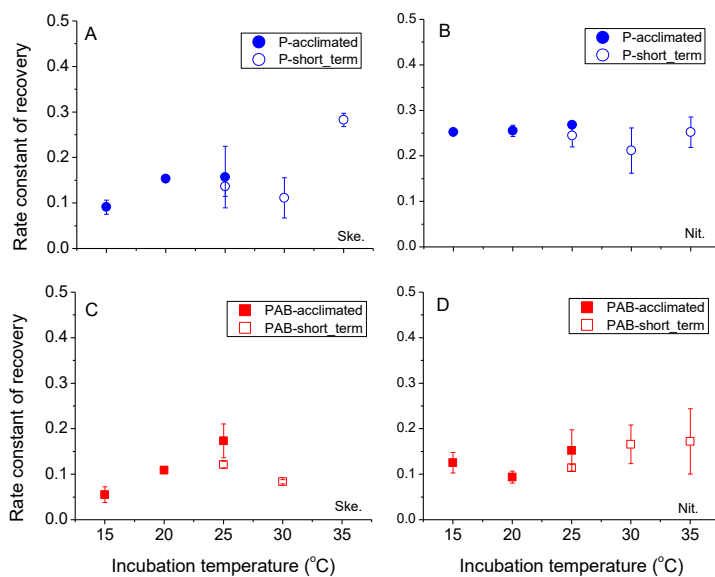 A
P-acclimated
P-short_term
Rate constant of recovery
0.5
0.4
0.3
0.2
0.1
0.0
Ske.
B
P-acclimated
P-short_term
0.5
0.4
0.3
0.2
0.1
0.0
Nit.
C
PAB-acclimated
PAB-short_term
Rate constant of recovery
0.5
0.4
0.3
0.2
0.1
0.0
Ske.
15 20 25 30 35
Incubation temperature (°C)
D
PAB-acclimated
PAB-short_term
0.5
0.4
0.3
0.2
0.1
0.0
Nit.
15 20 25 30 35
Incubation temperature (°C)